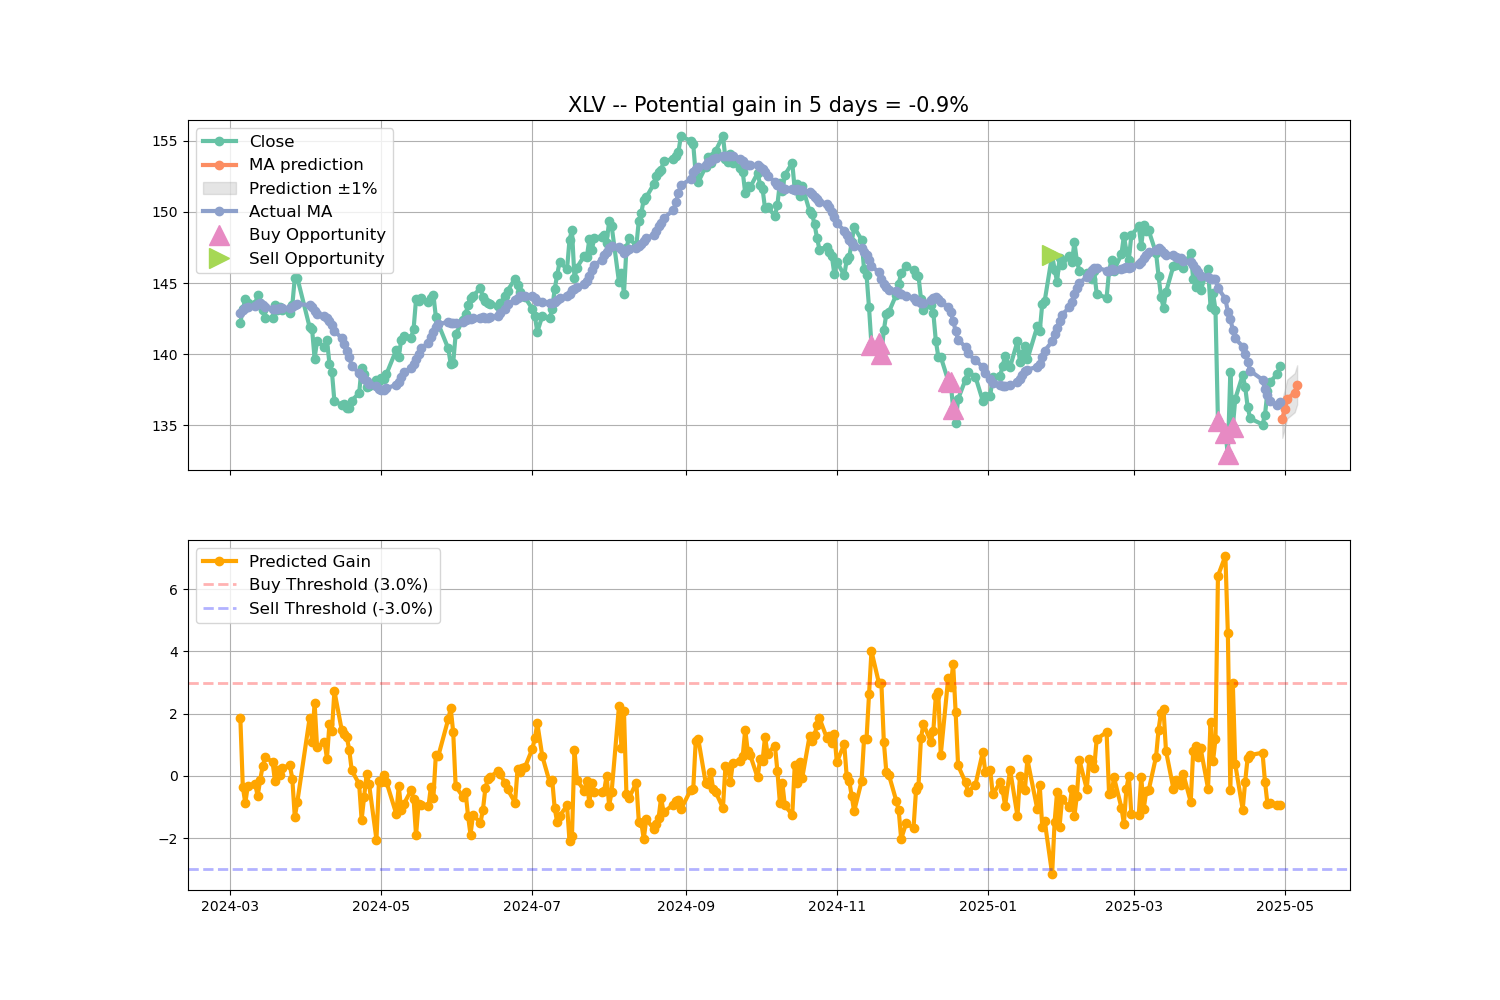 XLV -- Potential gain in 5 days = -0.9%
155
150
145
140
135
Close
MA prediction
Prediction ±1%
Actual MA
Buy Opportunity
Sell Opportunity
6
4
2
0
−2
Predicted Gain
Buy Threshold (3.0%)
Sell Threshold (-3.0%)
2024-03 2024-05 2024-07 2024-09 2024-11 2025-01 2025-03 2025-05